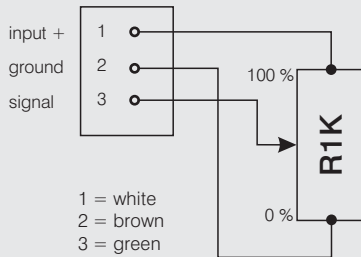 input + 1
ground 2
signal 3
100 %
R1K
0 %
1 = white
2 = brown
3 = green